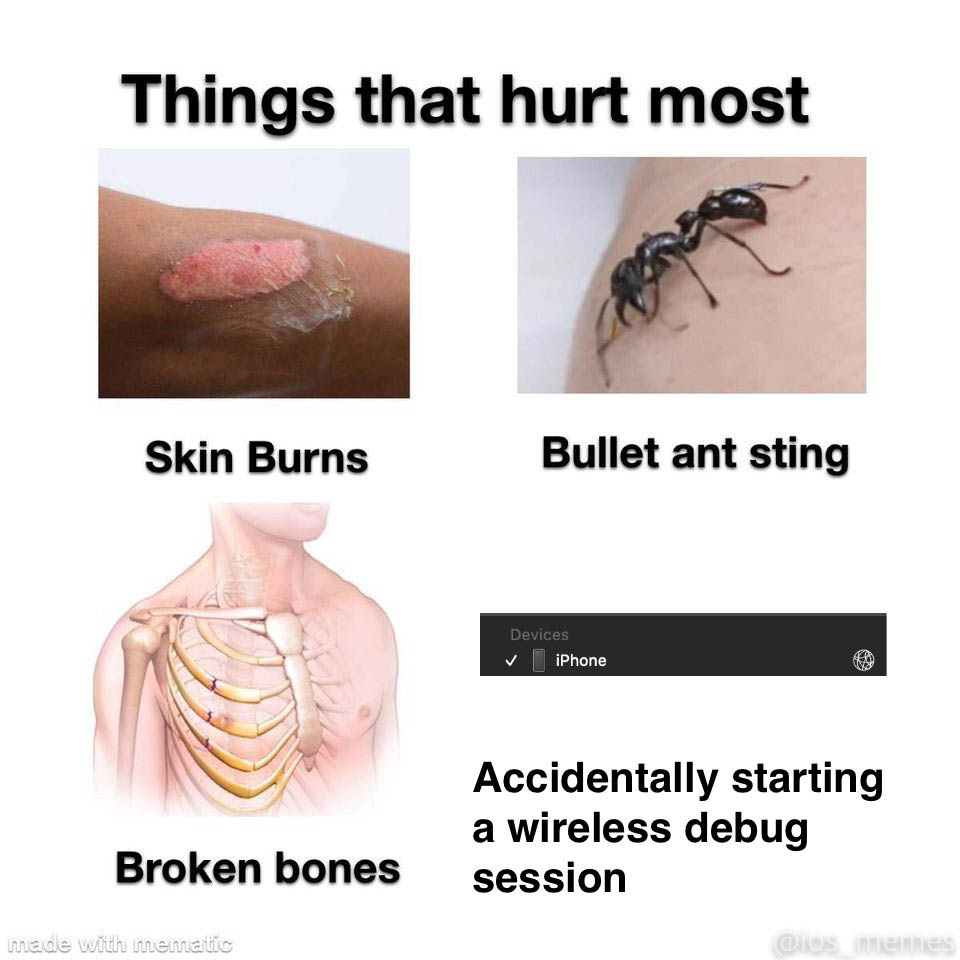 Things that hurt most
Skin Burns
Bullet ant sting
Devices
✓ iPhone
Broken bones
Accidentally starting
a wireless debug
session
made with mematic
@ios_memes